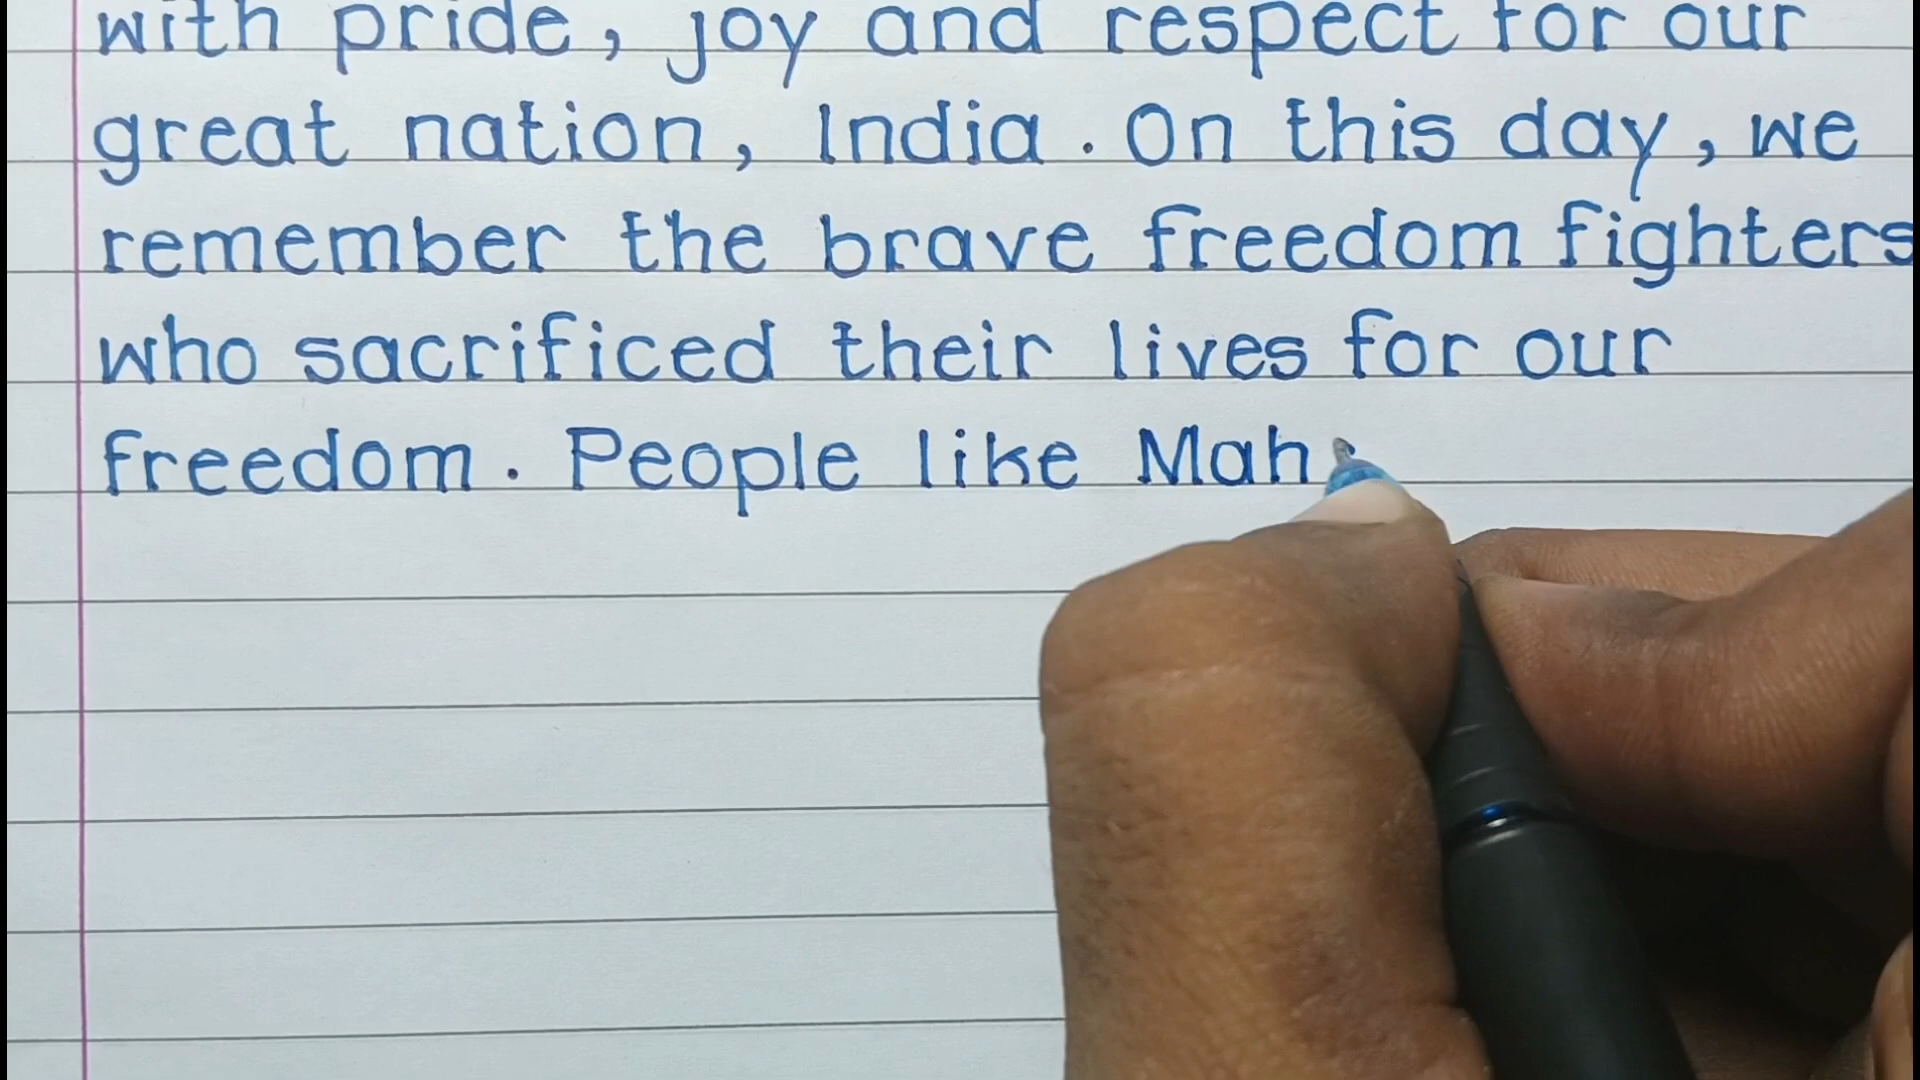 with pride, joy and respect for our
great nation, India. On this day, we
remember the brave freedom fighters
who sacrificed their lives for our
freedom. People like Mah